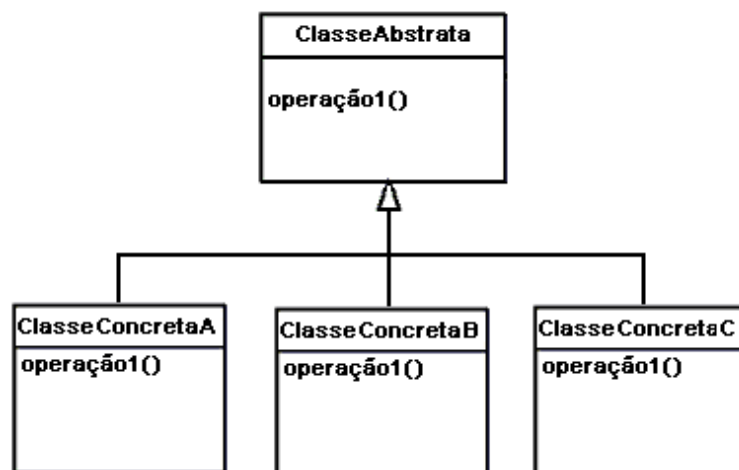 ClasseAbstrata
operação1()
ClasseConcretaA
operação1()
ClasseConcretaB
operação1()
ClasseConcretaC
operação1()